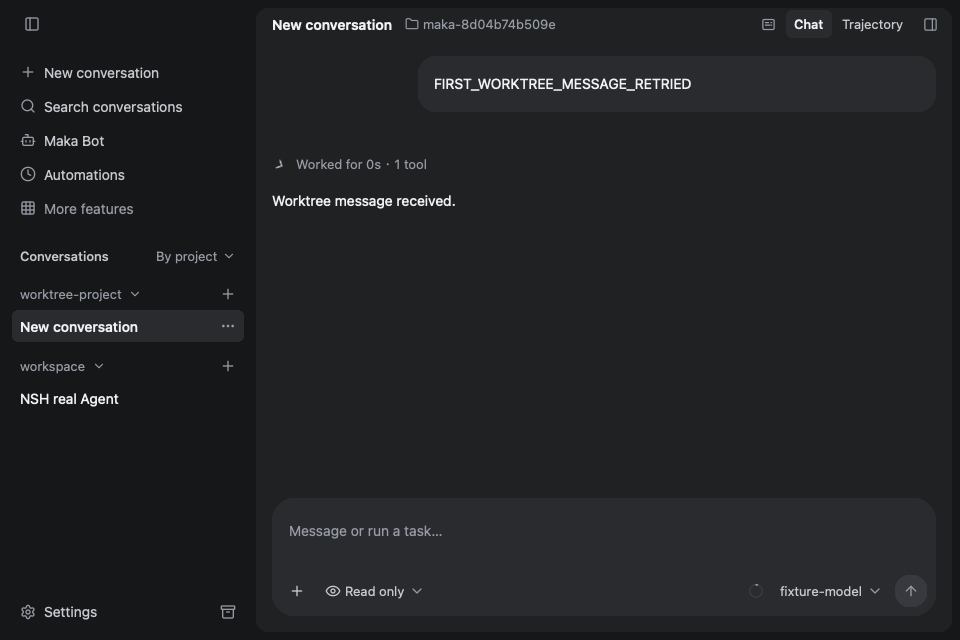 New conversation
Search conversations
Maka Bot
Automations
More features
Conversations By project
worktree-project
New conversation
workspace
NSH real Agent
Settings
New conversation maka-8d04b74b509e Chat Trajectory
FIRST_WORKTREE_MESSAGE_RETRIED
Worked for 0s · 1 tool
Worktree message received.
Message or run a task...
Read only fixture-model